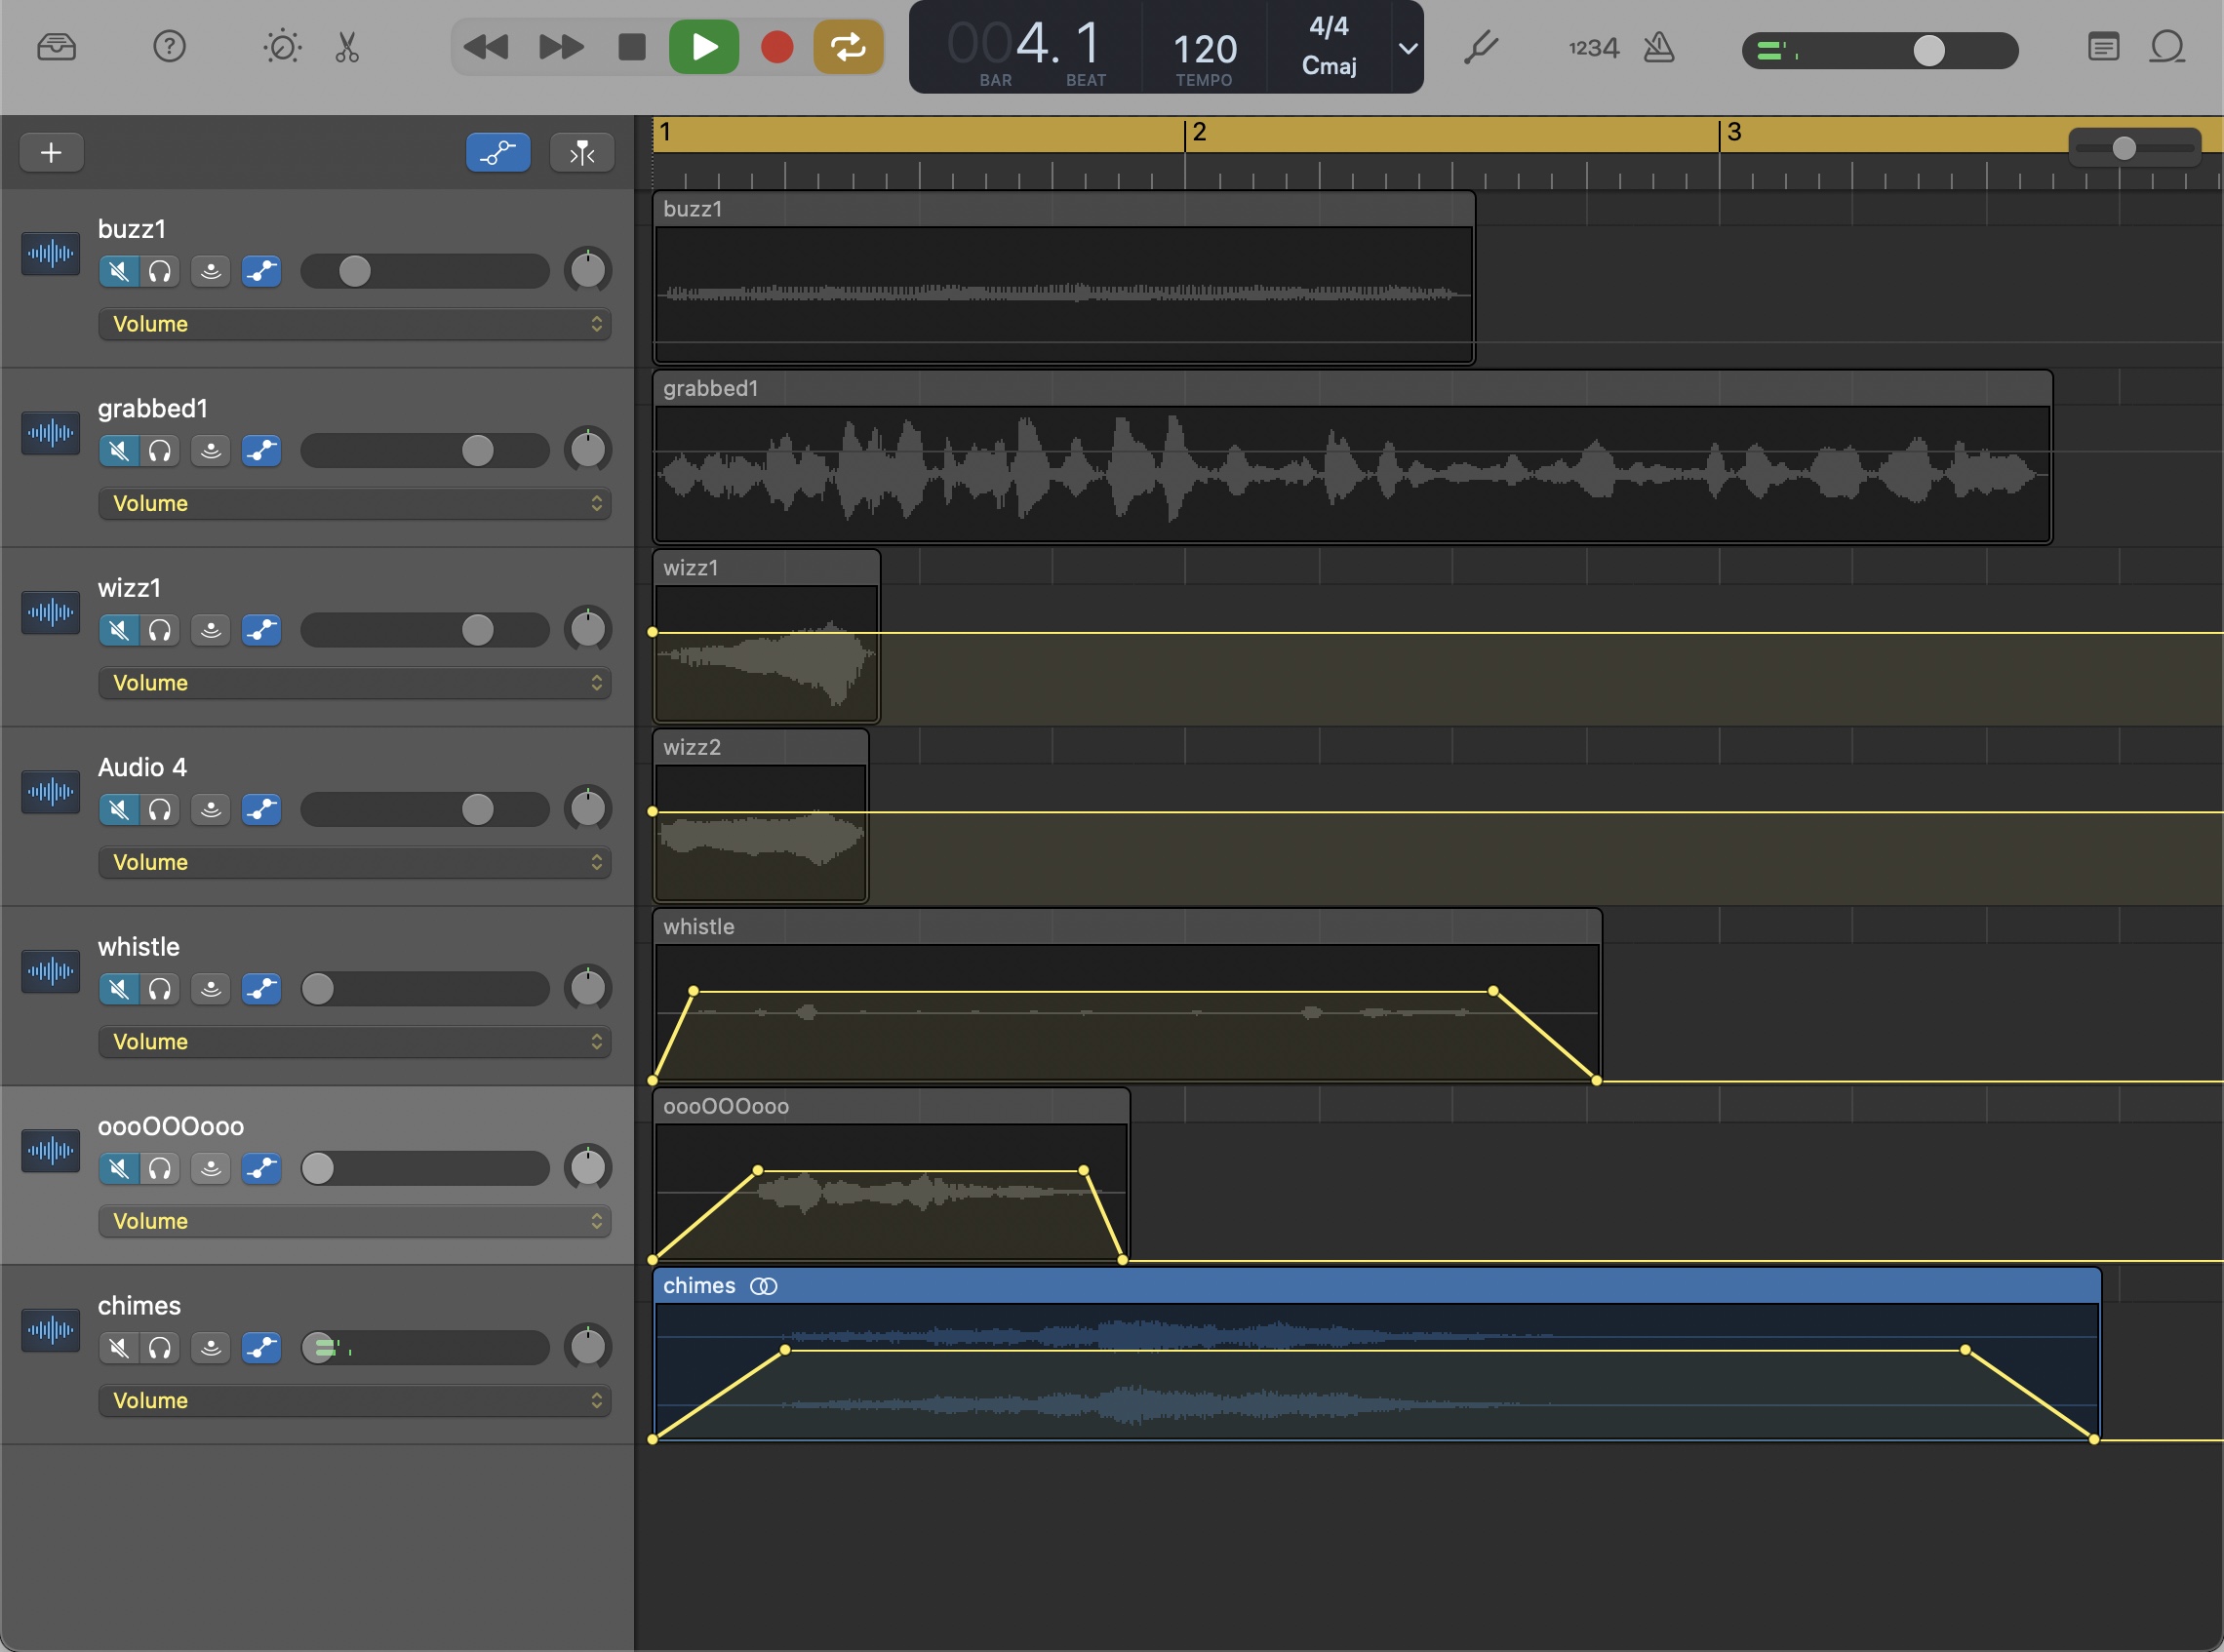 ?
004.1
BAR BEAT
120
TEMPO
4/4
Cmaj
1234
1 2 3
buzz1
Volume
buzz1
grabbed1
Volume
grabbed1
wizz1
Volume
wizz1
Audio 4
Volume
wizz2
whistle
Volume
whistle
oooOOOooo
Volume
oooOOOooo
chimes
Volume
chimes